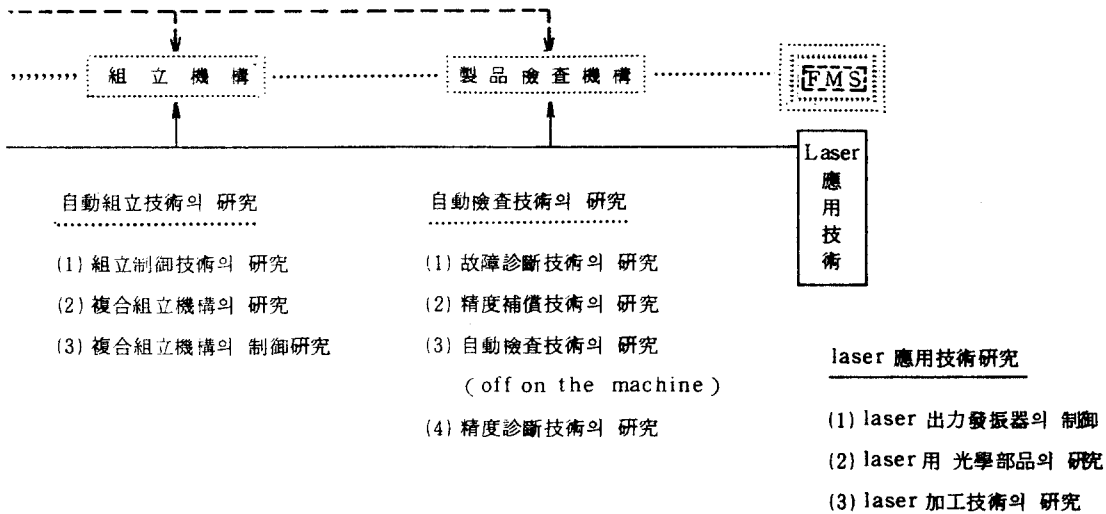 組立機構
製品檢査機構
FMS
Laser
應
用
技
術
自動組立技術의 研究
(1) 組立制御技術의 研究
(2) 複合組立機構의 研究
(3) 複合組立機構의 制御研究
自動檢査技術의 研究
(1) 故障診斷技術의 研究
(2) 精度補償技術의 研究
(3) 自動檢査技術의 研究
(off on the machine)
(4) 精度診斷技術의 研究
laser 應用技術研究
(1) laser 出力發振器의 制御
(2) laser 用 光學部品의 研究
(3) laser 加工技術의 研究